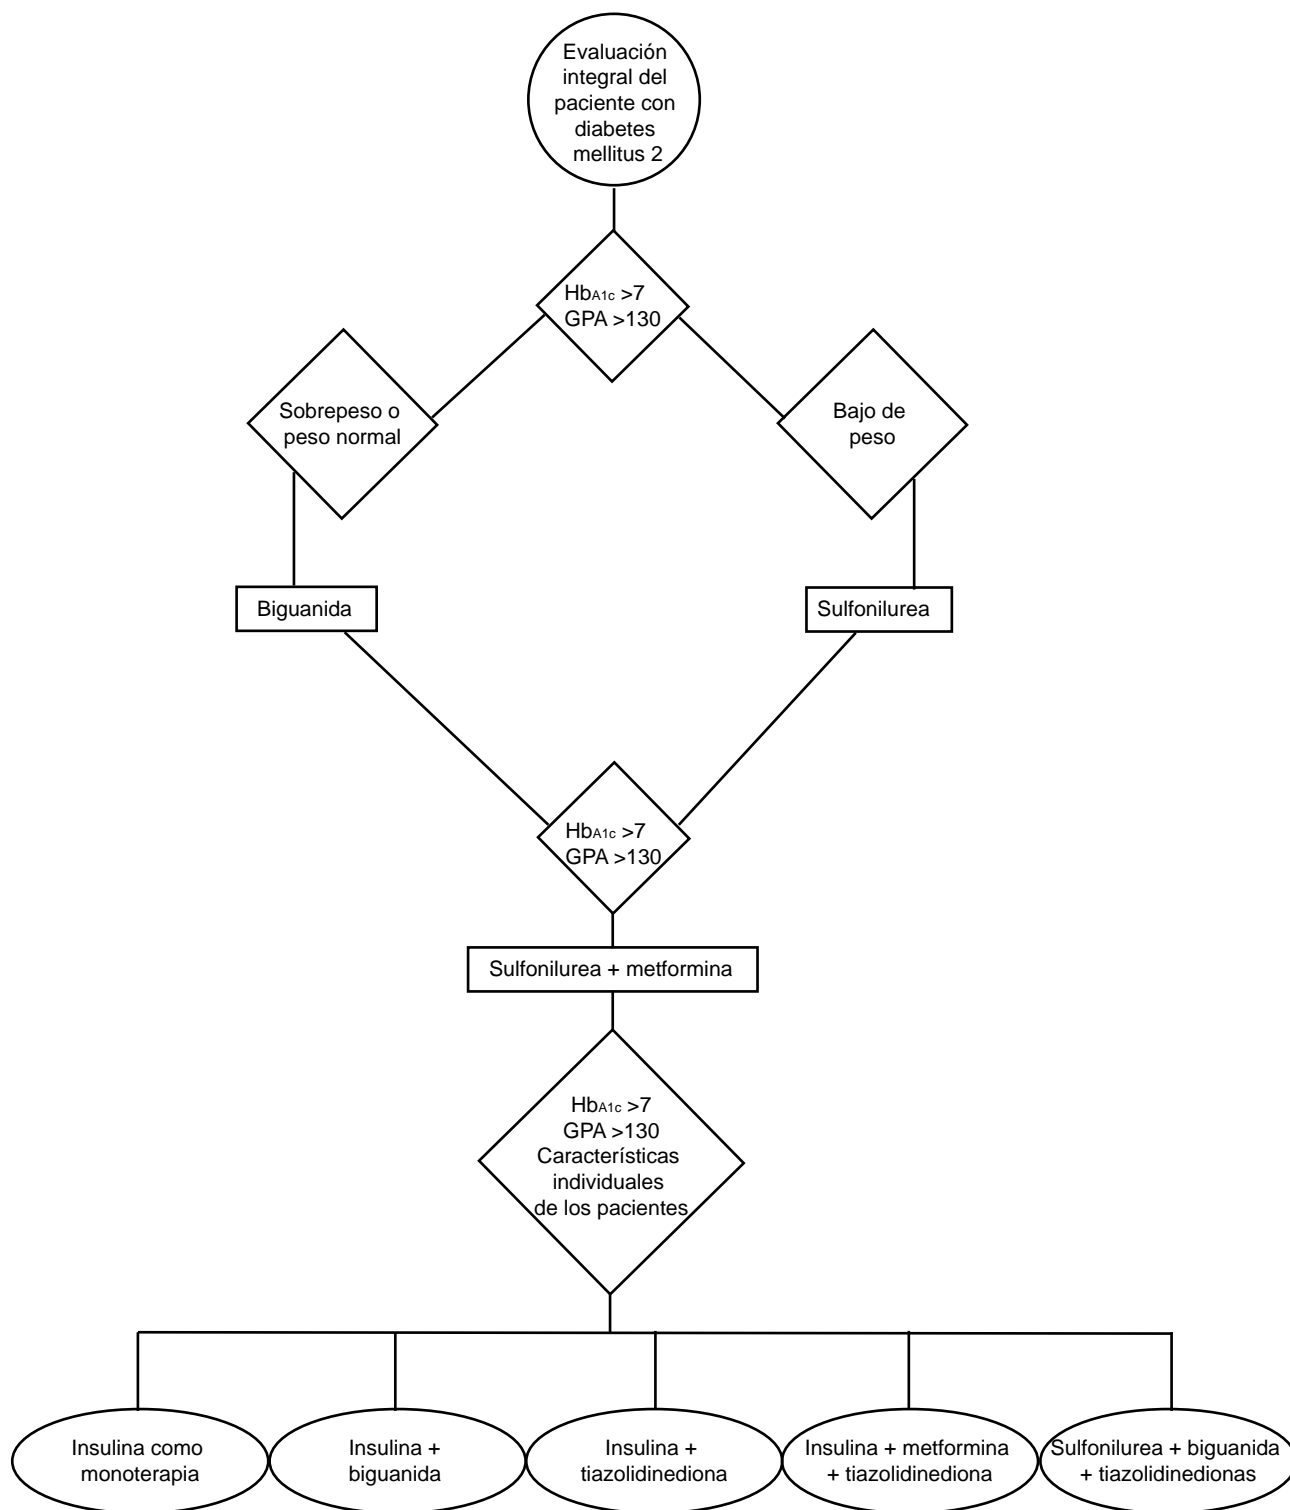 Evaluación
integral del
paciente con
diabetes
mellitus 2
HbA1c >7
GPA >130
Sobrepeso o
peso normal
Bajo de
peso
Biguanida
Sulfonilurea
HbA1c >7
GPA >130
Sulfonilurea + metformina
HbA1c >7
GPA >130
Características
individuales
de los pacientes
Insulina como
monoterapia
Insulina +
biguanida
Insulina +
tiazolidinediona
Insulina + metformina
+ tiazolidinediona
Sulfonilurea + biguanida
+ tiazolidinedionas